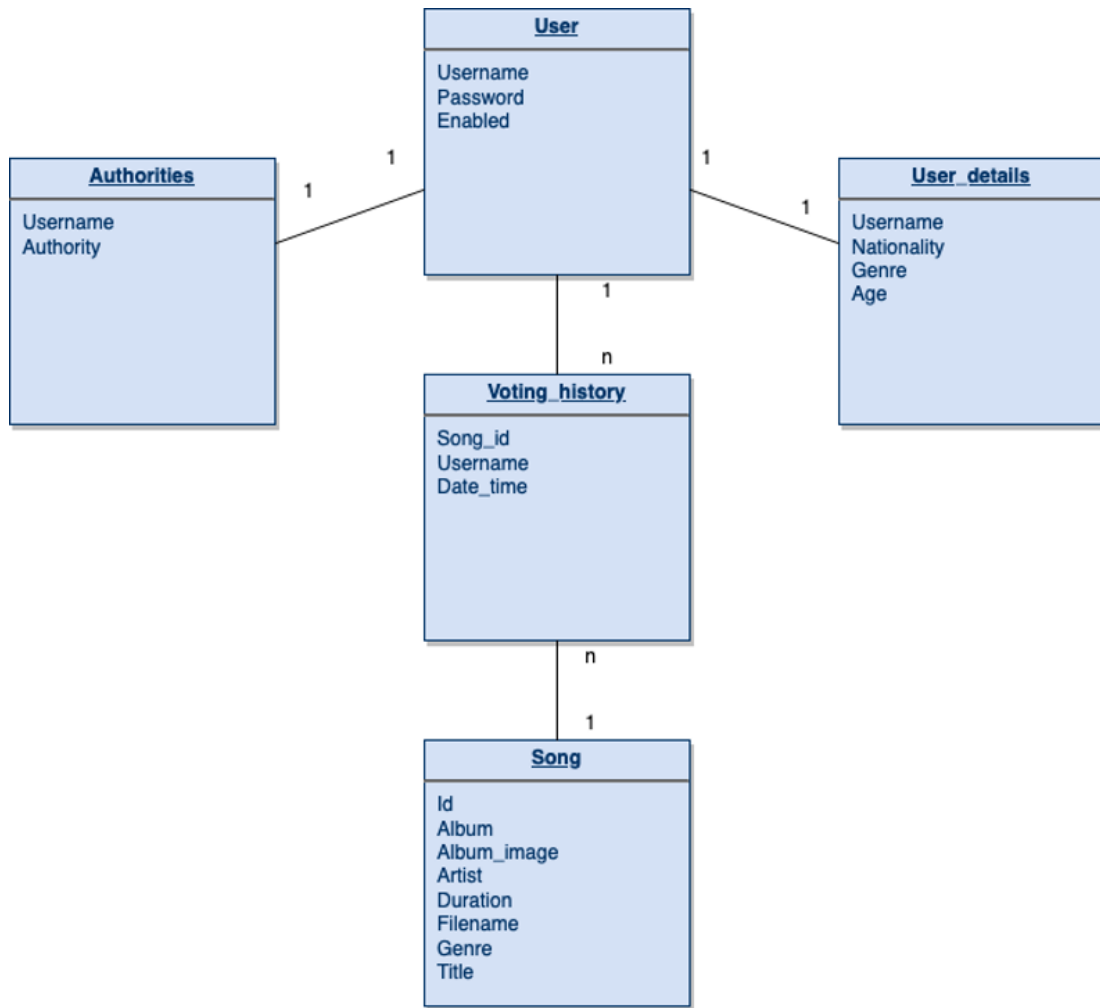 User
Username
Password
Enabled
1
1
Authorities
Username
Authority
1
1
User_details
Username
Nationality
Genre
Age
1
n
Voting_history
Song_id
Username
Date_time
n
1
Song
Id
Album
Album_image
Artist
Duration
Filename
Genre
Title